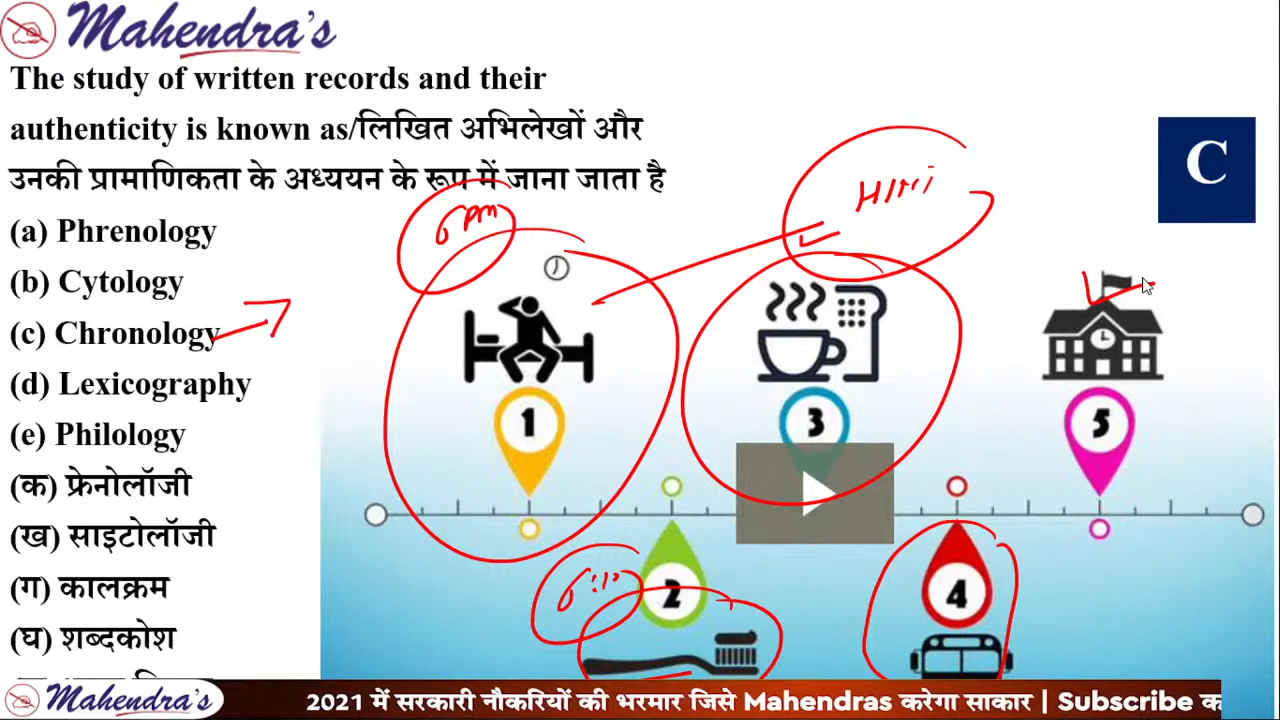 Mahendra's
The study of written records and their
authenticity is known as/लिखित अभिलेखों और
उनकी प्रामाणिकता के अध्ययन के रूप में जाना जाता है
(a) Phrenology
(b) Cytology
(c) Chronology
(d) Lexicography
(e) Philology
(क) फ्रेनोलॉजी
(ख) साइटोलॉजी
(ग) कालक्रम
(घ) शब्दकोश
C
6 pm
1
3
5
2
4
Mahendra's
2021 में सरकारी नौकरियों की भरमार जिसे Mahendras करेगा साकार | Subscribe क